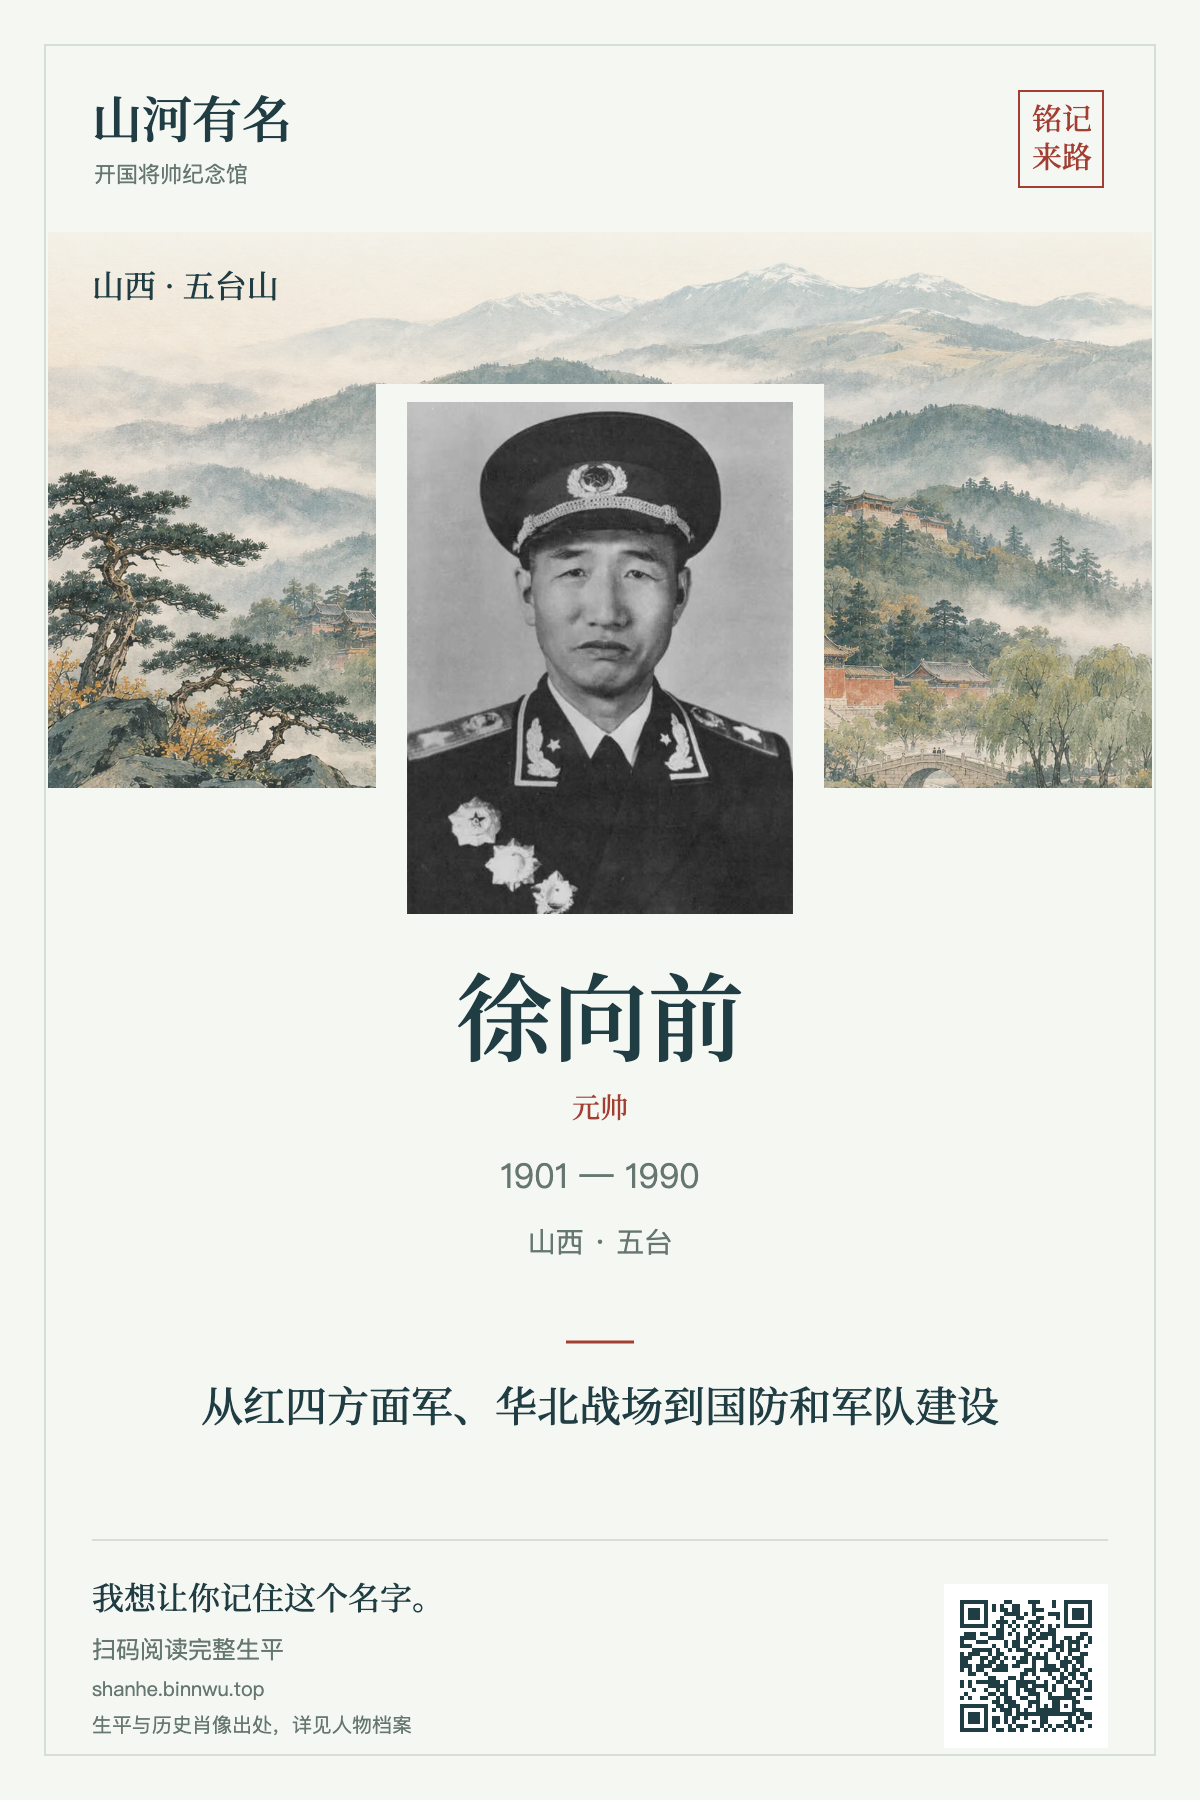 山河有名
开国将帅纪念馆
铭记
来路
山西 · 五台山
徐向前
元帅
1901 — 1990
山西 · 五台
从红四方面军、华北战场到国防和军队建设
我想让你记住这个名字。
扫码阅读完整生平
shanhe.binnwu.top
生平与历史肖像出处，详见人物档案